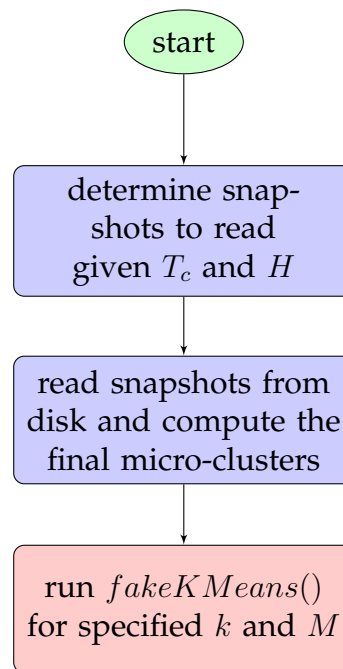 start
determine snap-
shots to read
given T_c and H
read snapshots from
disk and compute the
final micro-clusters
run fakeKMeans()
for specified k and M